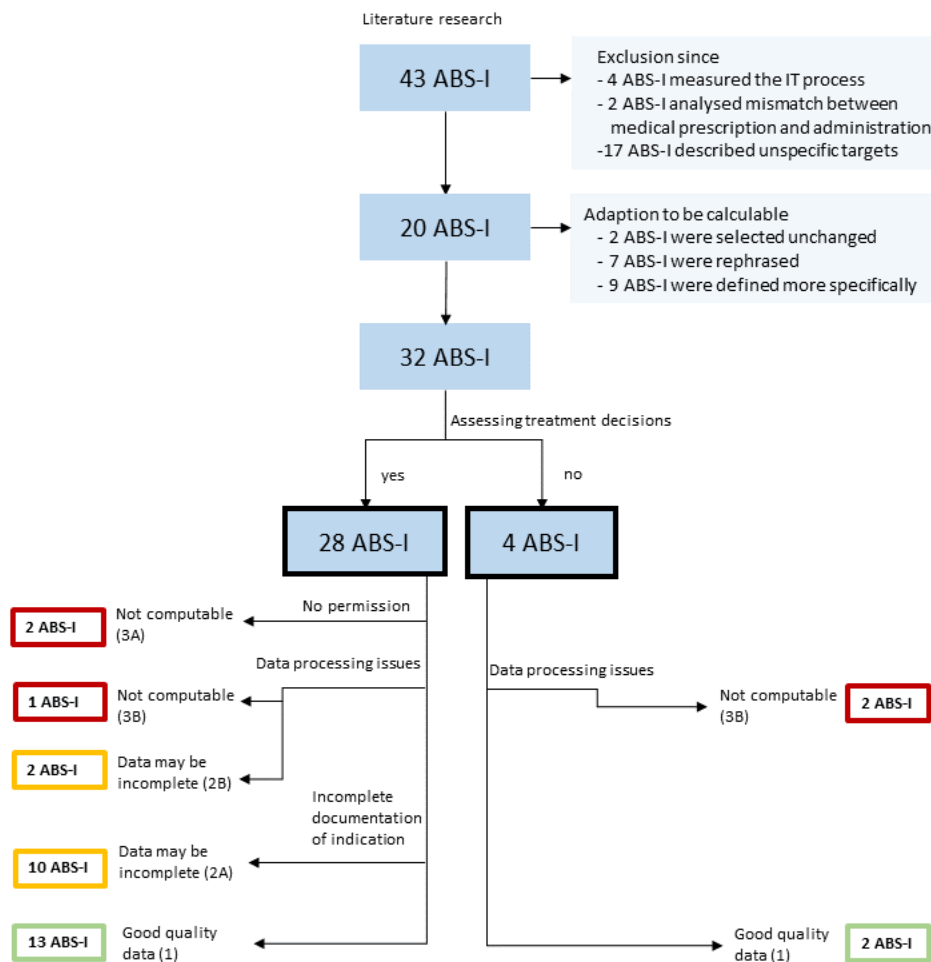 Literature research
43 ABS-I
Exclusion since
- 4 ABS-I measured the IT process
- 2 ABS-I analysed mismatch between
medical prescription and administration
-17 ABS-I described unspecific targets
20 ABS-I
Adaption to be calculable
- 2 ABS-I were selected unchanged
- 7 ABS-I were rephrased
- 9 ABS-I were defined more specifically
32 ABS-I
Assessing treatment decisions
yes
no
28 ABS-I
4 ABS-I
No permission
2 ABS-I
Not computable
(3A)
Data processing issues
1 ABS-I
Not computable
(3B)
2 ABS-I
Data may be
incomplete (2B)
Incomplete
documentation
of indication
10 ABS-I
Data may be
incomplete (2A)
13 ABS-I
Good quality
data (1)
Data processing issues
Not computable
(3B)
2 ABS-I
Good quality
data (1)
2 ABS-I